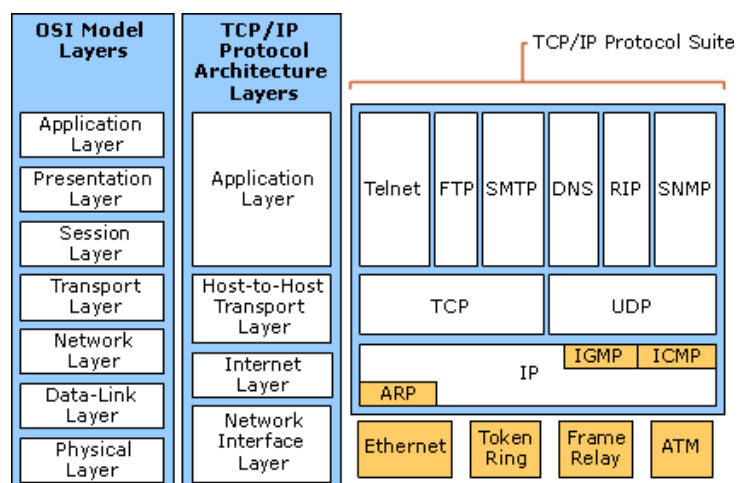 OSI Model
Layers
Application
Layer
Presentation
Layer
Session
Layer
Transport
Layer
Network
Layer
Data-Link
Layer
Physical
Layer
TCP/IP
Protocol
Architecture
Layers
Application
Layer
Host-to-Host
Transport
Layer
Internet
Layer
Network
Interface
Layer
TCP/IP Protocol Suite
Telnet
FTP
SMTP
DNS
RIP
SNMP
TCP
UDP
IP
IGMP
ICMP
ARP
Ethernet
Token
Ring
Frame
Relay
ATM